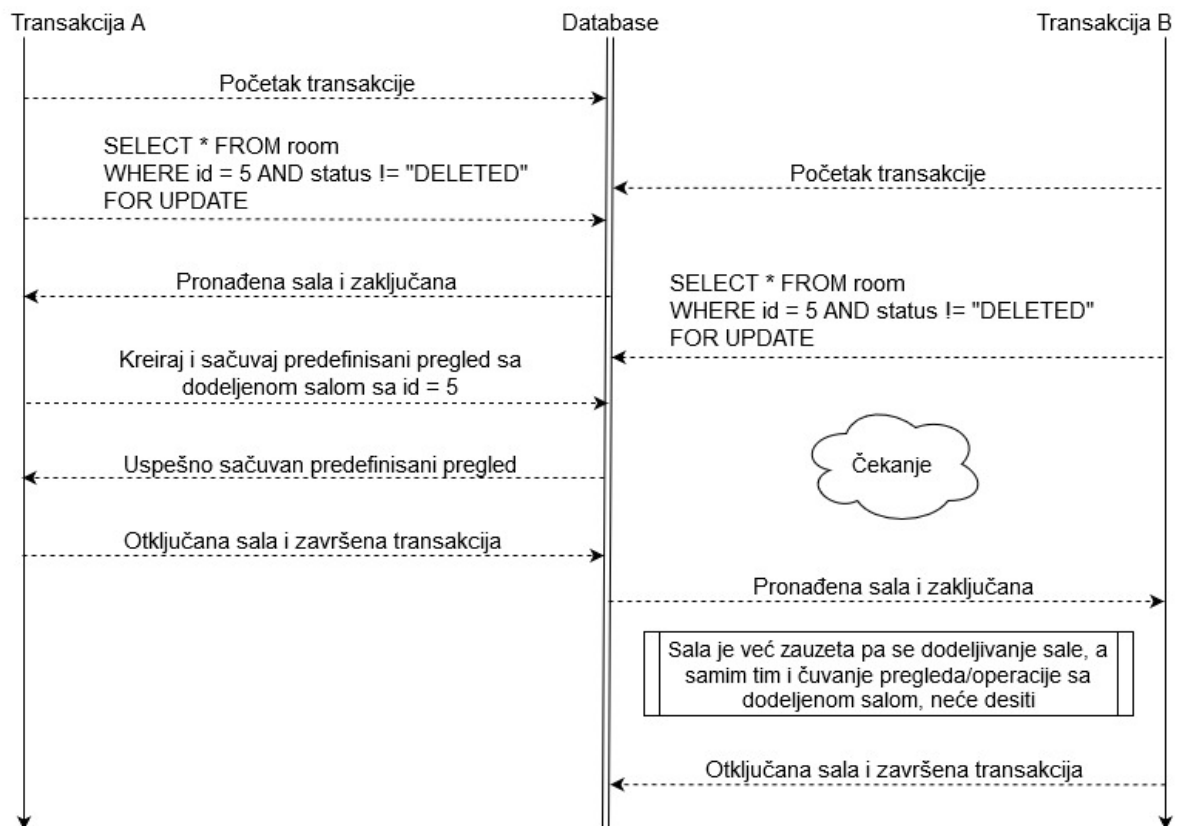 Transakcija A
Database
Transakcija B
Početak transakcije
SELECT * FROM room
WHERE id = 5 AND status != "DELETED"
FOR UPDATE
Početak transakcije
Pronađena sala i zaključana
SELECT * FROM room
WHERE id = 5 AND status != "DELETED"
FOR UPDATE
Kreiraj i sačuvaj predefinisani pregled sa
dodeljenom salom sa id = 5
Čekanje
Uspešno sačuvan predefinisani pregled
Otključana sala i završena transakcija
Pronađena sala i zaključana
Sala je već zauzeta pa se dodeljivanje sale, a
samim tim i čuvanje pregleda/operacije sa
dodeljenom salom, neće desiti
Otključana sala i završena transakcija